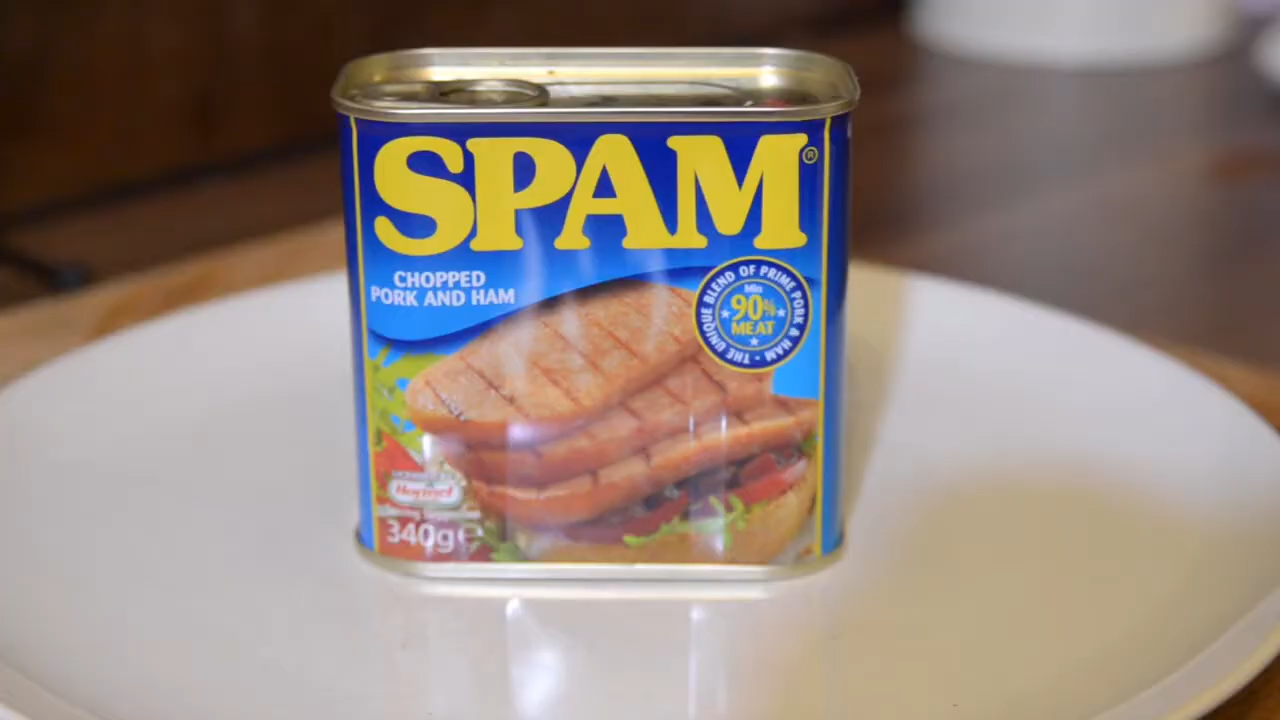 SPAM®
CHOPPED
PORK AND HAM
THE UNIQUE BLEND OF PRIME PORK & HAM •
Min
90%
MEAT
Hormel
340g e